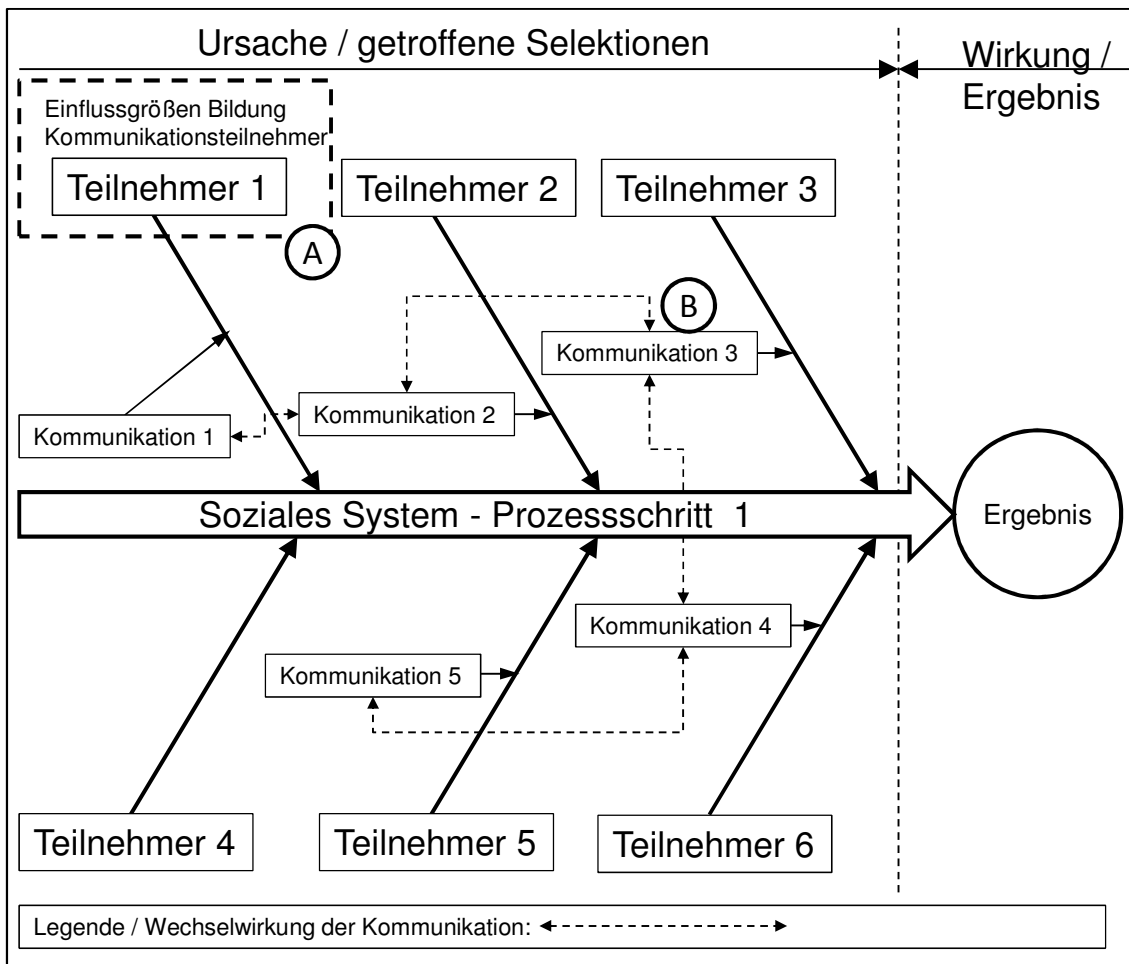 Ursache / getroffene Selektionen
Wirkung /
Ergebnis
Einflussgrößen Bildung
Kommunikationsteilnehmer
Teilnehmer 1
Teilnehmer 2
Teilnehmer 3
A
B
Kommunikation 3
Kommunikation 2
Kommunikation 1
Soziales System - Prozessschritt 1
Ergebnis
Kommunikation 4
Kommunikation 5
Teilnehmer 4
Teilnehmer 5
Teilnehmer 6
Legende / Wechselwirkung der Kommunikation: